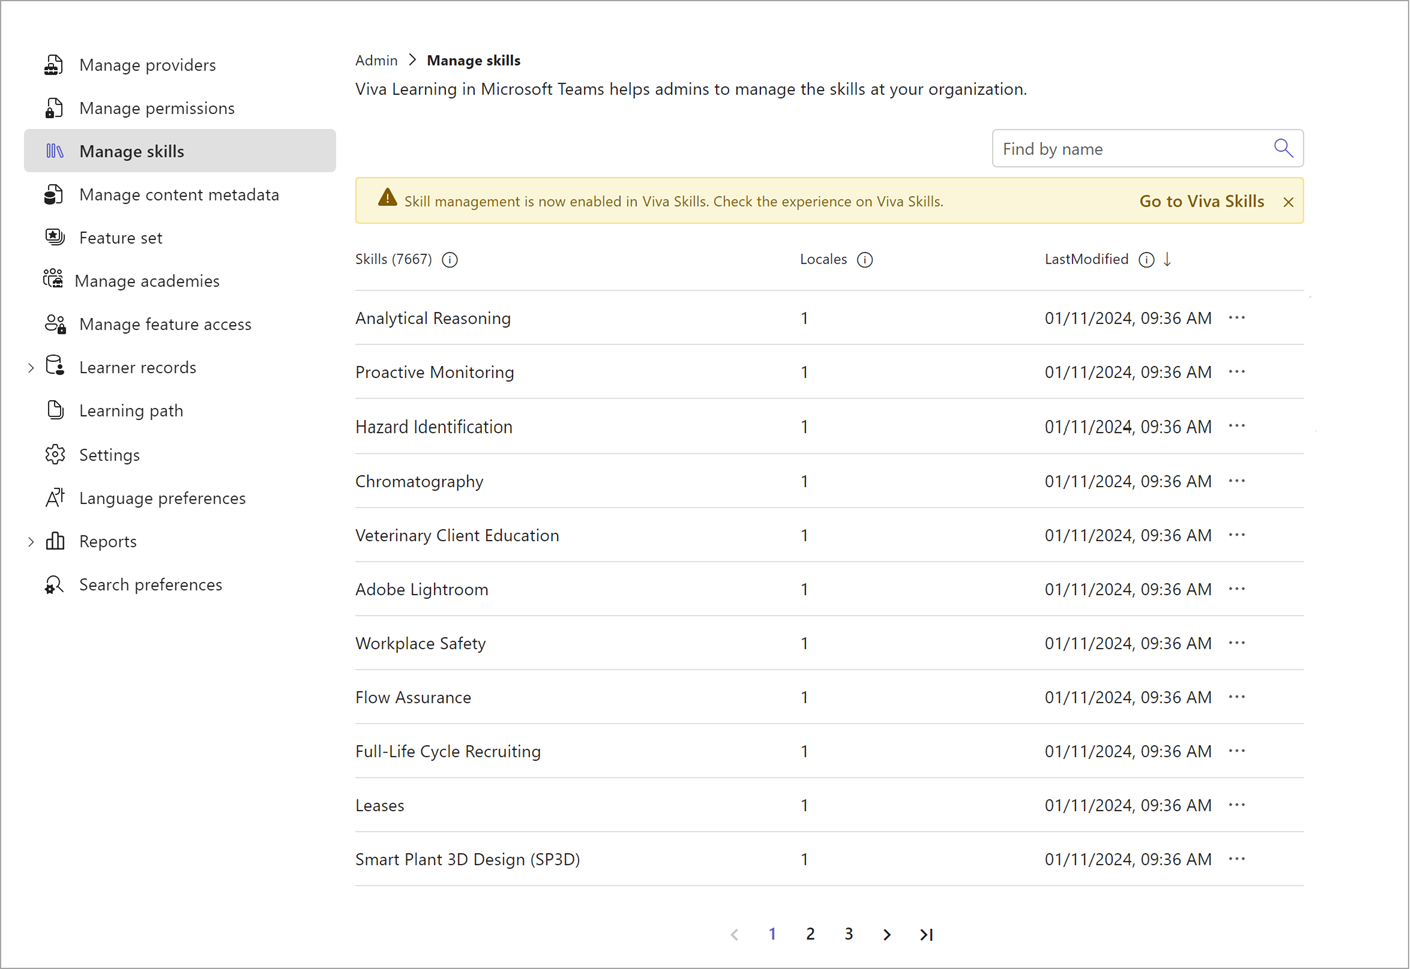 Manage providers
Manage permissions
Manage skills
Manage content metadata
Feature set
Manage academies
Manage feature access
Learner records
Learning path
Settings
Language preferences
Reports
Search preferences
Admin > Manage skills
Viva Learning in Microsoft Teams helps admins to manage the skills at your organization.
Find by name
Skill management is now enabled in Viva Skills. Check the experience on Viva Skills. Go to Viva Skills
Skills (7667) Locales LastModified
Analytical Reasoning 1 01/11/2024, 09:36 AM
Proactive Monitoring 1 01/11/2024, 09:36 AM
Hazard Identification 1 01/11/2024, 09:36 AM
Chromatography 1 01/11/2024, 09:36 AM
Veterinary Client Education 1 01/11/2024, 09:36 AM
Adobe Lightroom 1 01/11/2024, 09:36 AM
Workplace Safety 1 01/11/2024, 09:36 AM
Flow Assurance 1 01/11/2024, 09:36 AM
Full-Life Cycle Recruiting 1 01/11/2024, 09:36 AM
Leases 1 01/11/2024, 09:36 AM
Smart Plant 3D Design (SP3D) 1 01/11/2024, 09:36 AM
1 2 3